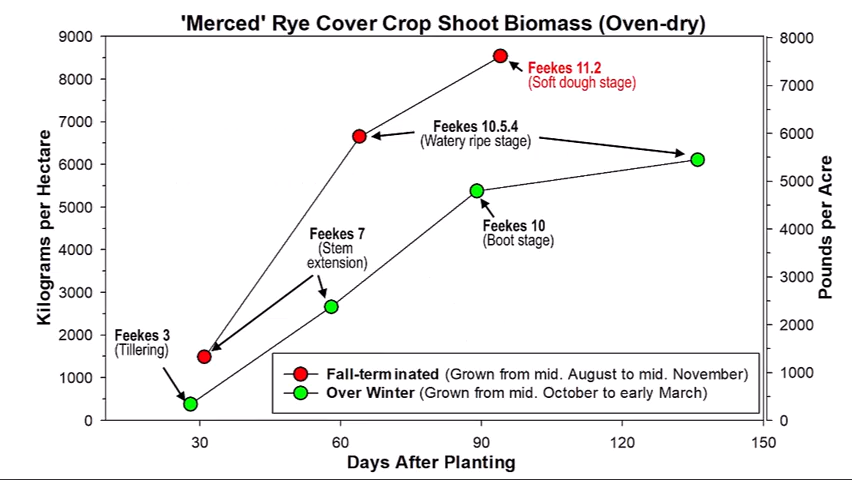 'Merced' Rye Cover Crop Shoot Biomass (Oven-dry)
Kilograms per Hectare
9000
8000
7000
6000
5000
4000
3000
2000
1000
0
Feekes 11.2
(Soft dough stage)
Feekes 10.5.4
(Watery ripe stage)
Feekes 10
(Boot stage)
Feekes 7
(Stem
extension)
Feekes 3
(Tillering)
Fall-terminated (Grown from mid. August to mid. November)
Over Winter (Grown from mid. October to early March)
8000
7000
6000
5000
4000
3000
2000
1000
0
Pounds per Acre
30 60 90 120 150
Days After Planting